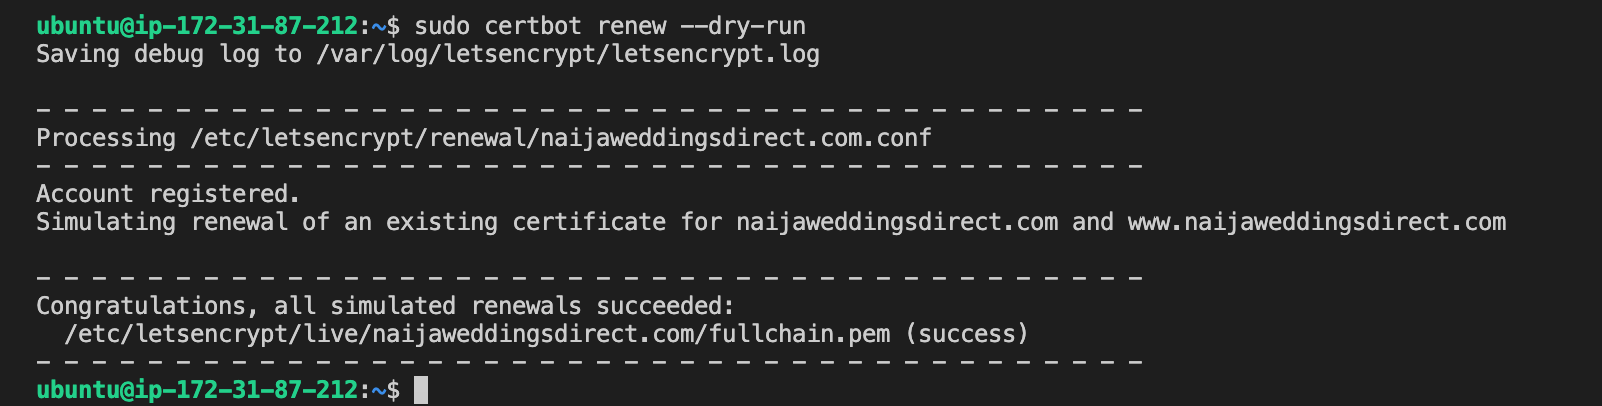 ubuntu@ip-172-31-87-212:~$ sudo certbot renew --dry-run
Saving debug log to /var/log/letsencrypt/letsencrypt.log
- - - - - - - - - - - - - - - - - - - - - - - - - - - - - - - - - - - - - - - -
Processing /etc/letsencrypt/renewal/naijaweddingsdirect.com.conf
- - - - - - - - - - - - - - - - - - - - - - - - - - - - - - - - - - - - - - - -
Account registered.
Simulating renewal of an existing certificate for naijaweddingsdirect.com and www.naijaweddingsdirect.com
- - - - - - - - - - - - - - - - - - - - - - - - - - - - - - - - - - - - - - - -
Congratulations, all simulated renewals succeeded:
/etc/letsencrypt/live/naijaweddingsdirect.com/fullchain.pem (success)
- - - - - - - - - - - - - - - - - - - - - - - - - - - - - - - - - - - - - - - -
ubuntu@ip-172-31-87-212:~$